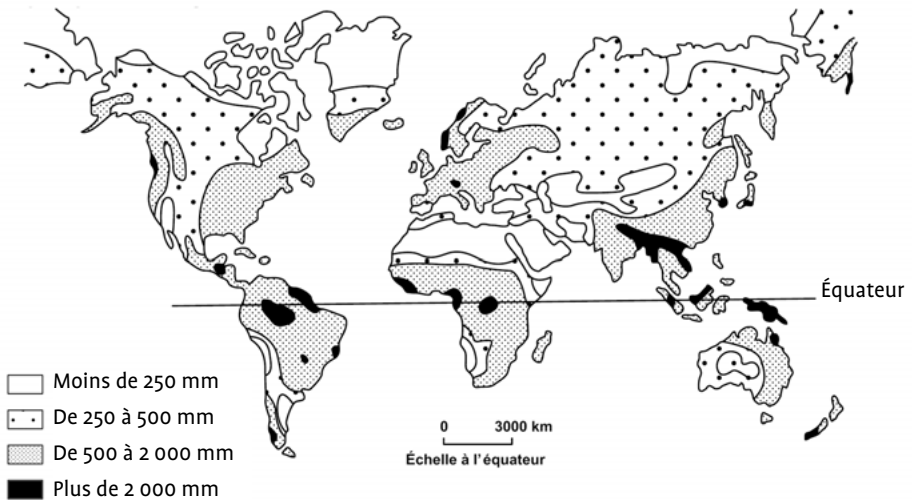 Équateur
Moins de 250 mm
De 250 à 500 mm
De 500 à 2 000 mm
Plus de 2 000 mm
0 3000 km
Échelle à l'équateur